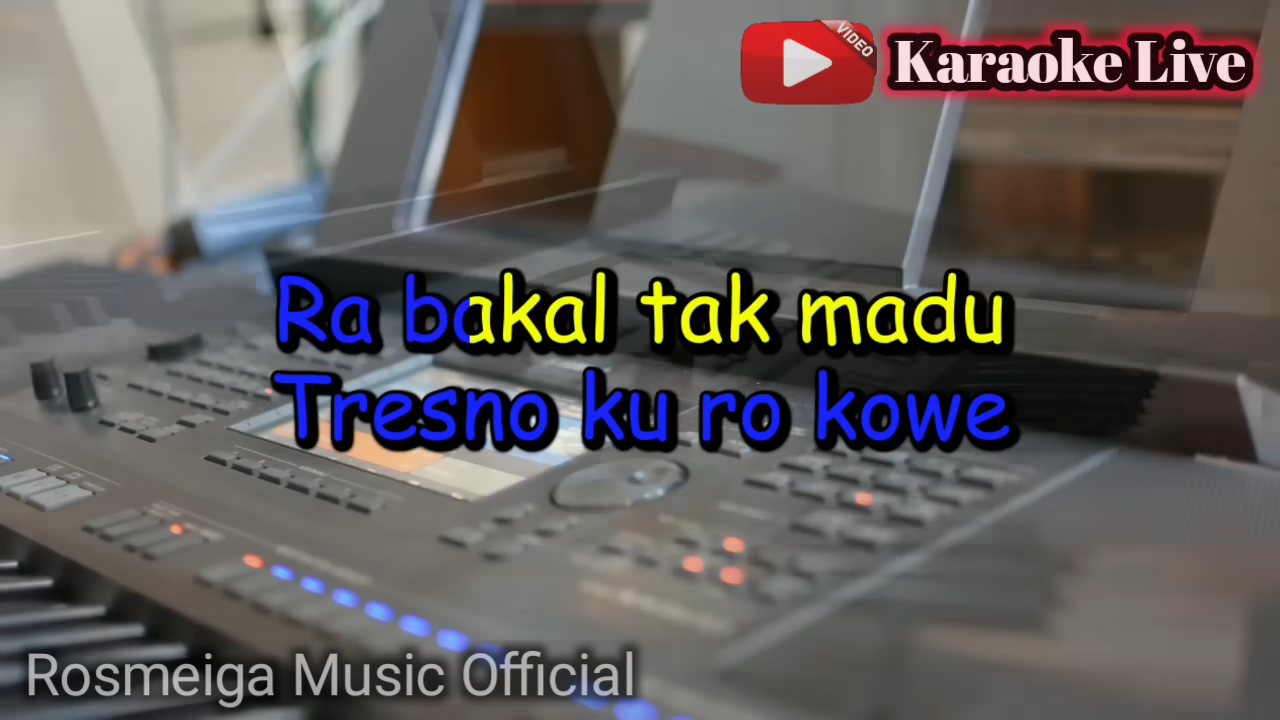 VIDEO
Karaoke Live
Ra bakal tak madu
Tresno ku ro kowe
Rosmeiga Music Official